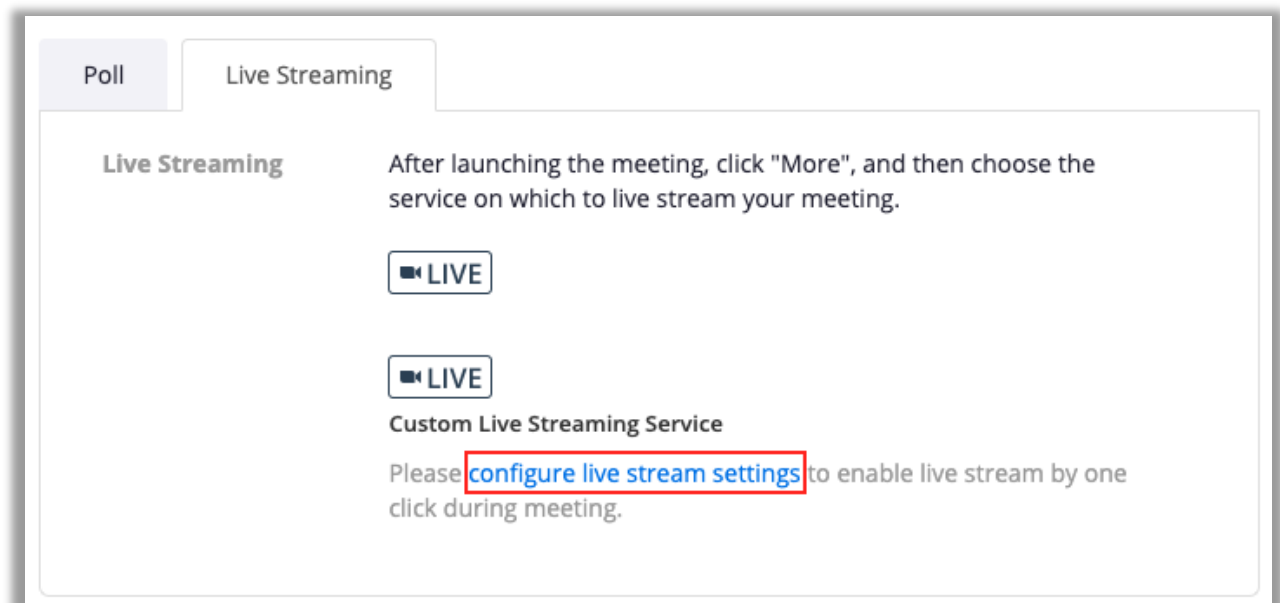 Poll
Live Streaming
Live Streaming
After launching the meeting, click "More", and then choose the
service on which to live stream your meeting.
LIVE
LIVE
Custom Live Streaming Service
Please configure live stream settings to enable live stream by one
click during meeting.